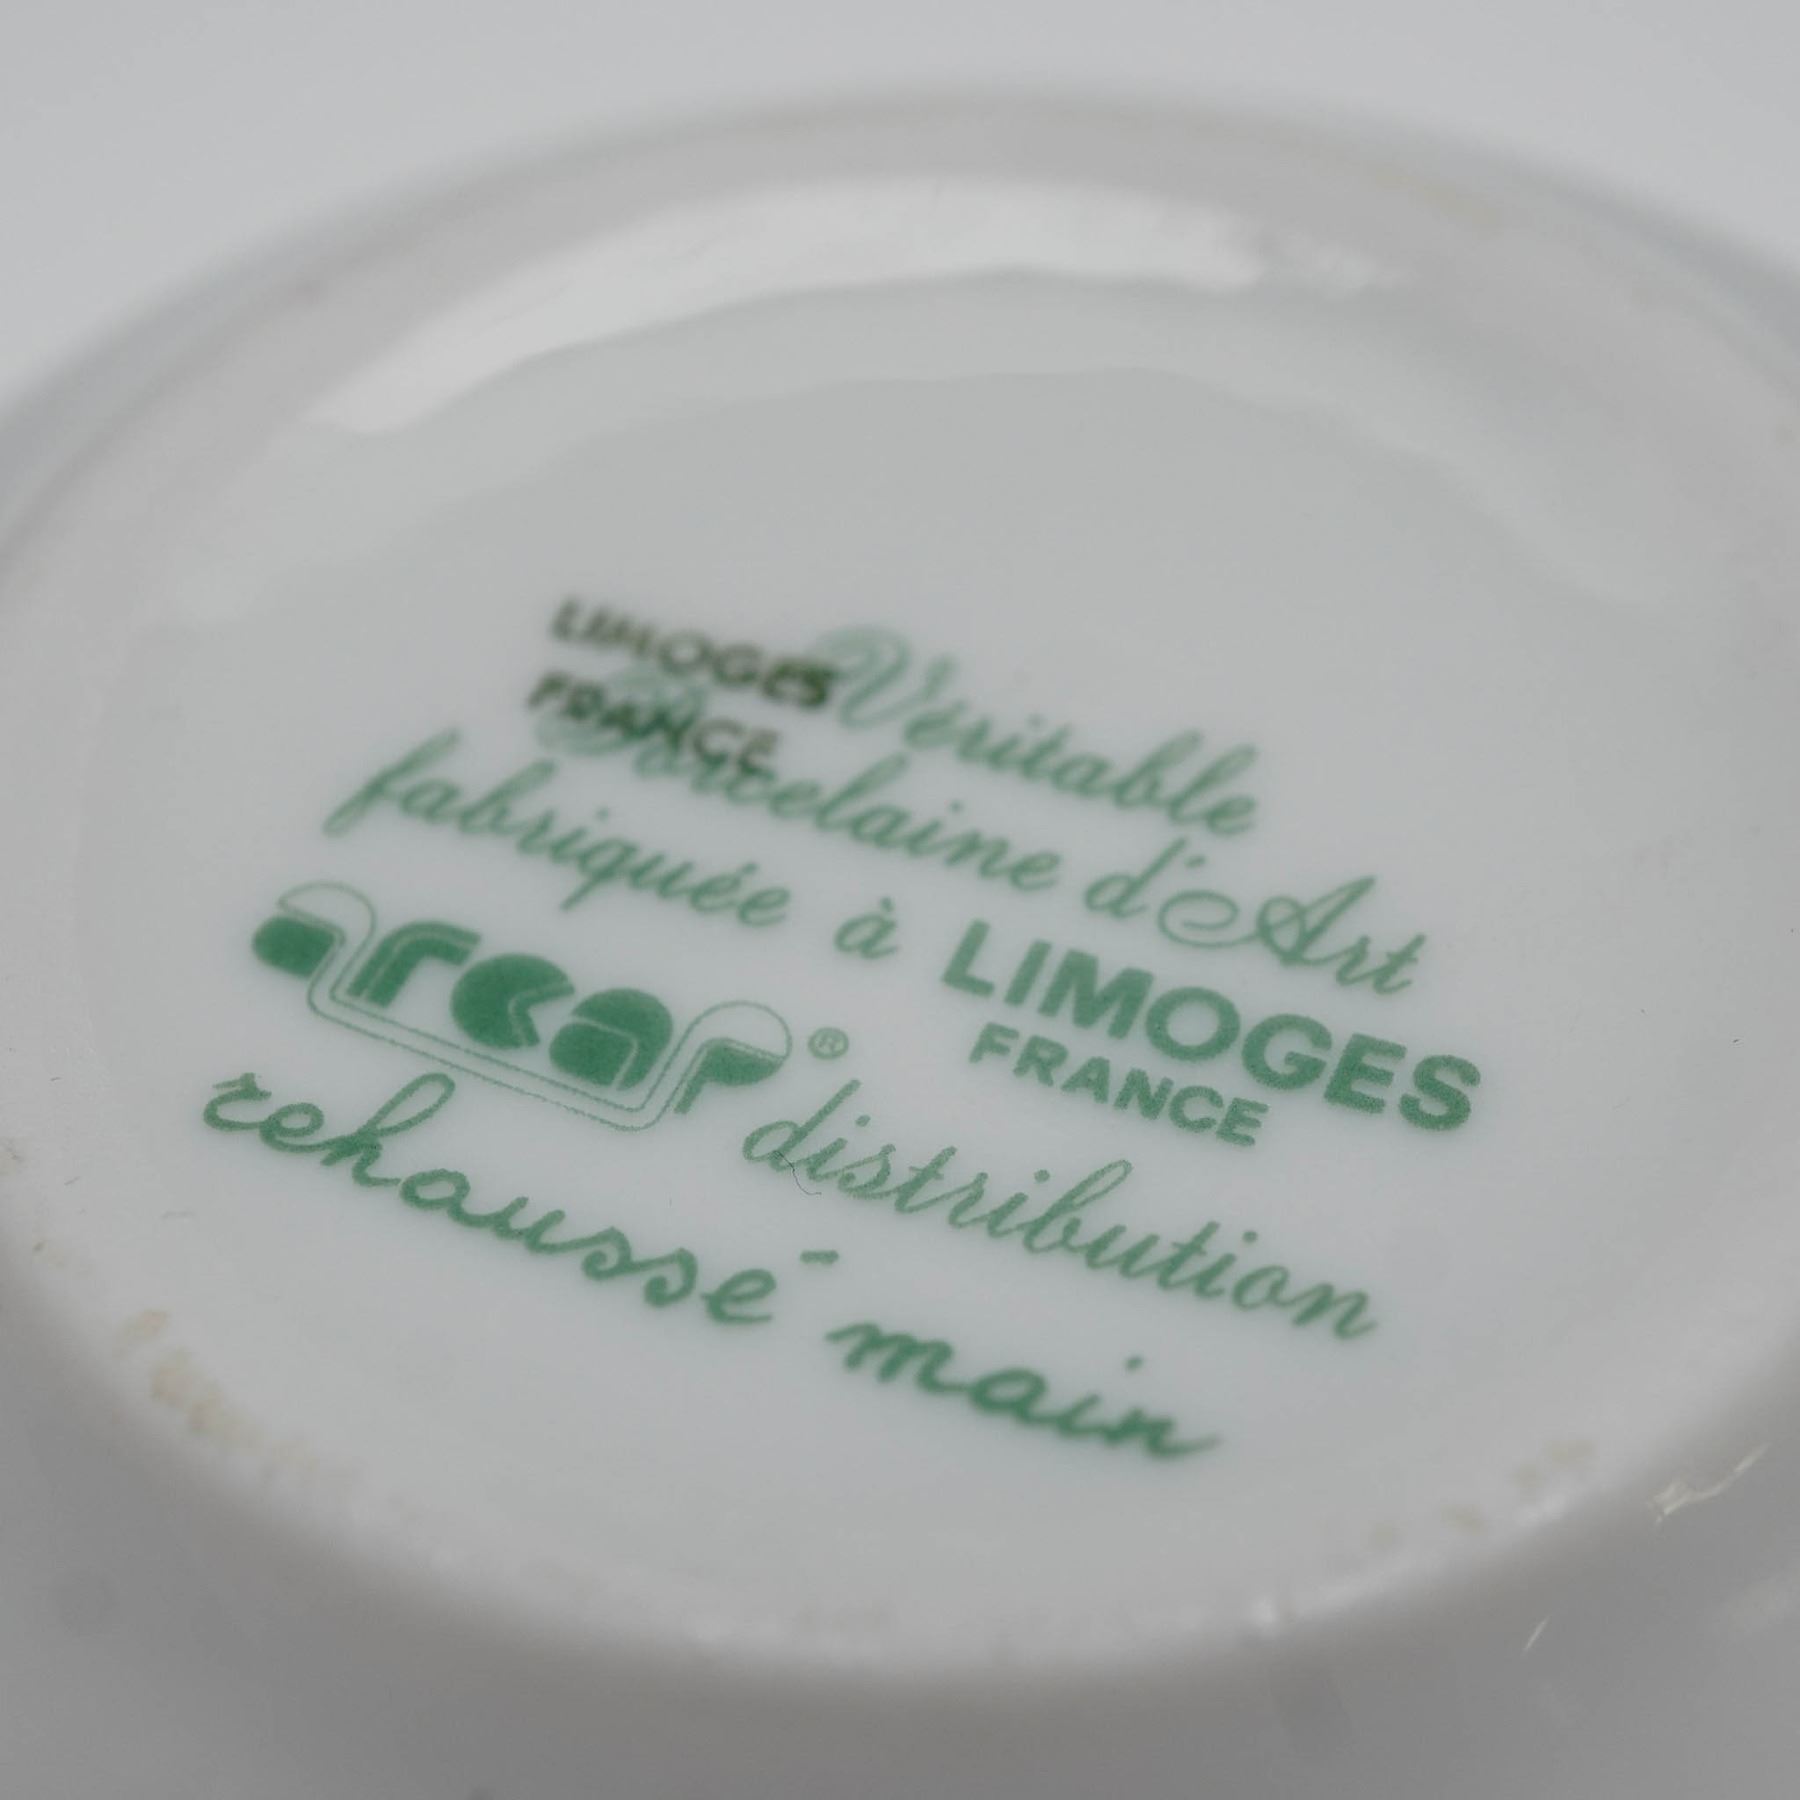 LIMOGES
FRANCE
Véritable
Porcelaine d'Art
fabriquée à LIMOGES
FRANCE
arcap® distribution
rehaussé main